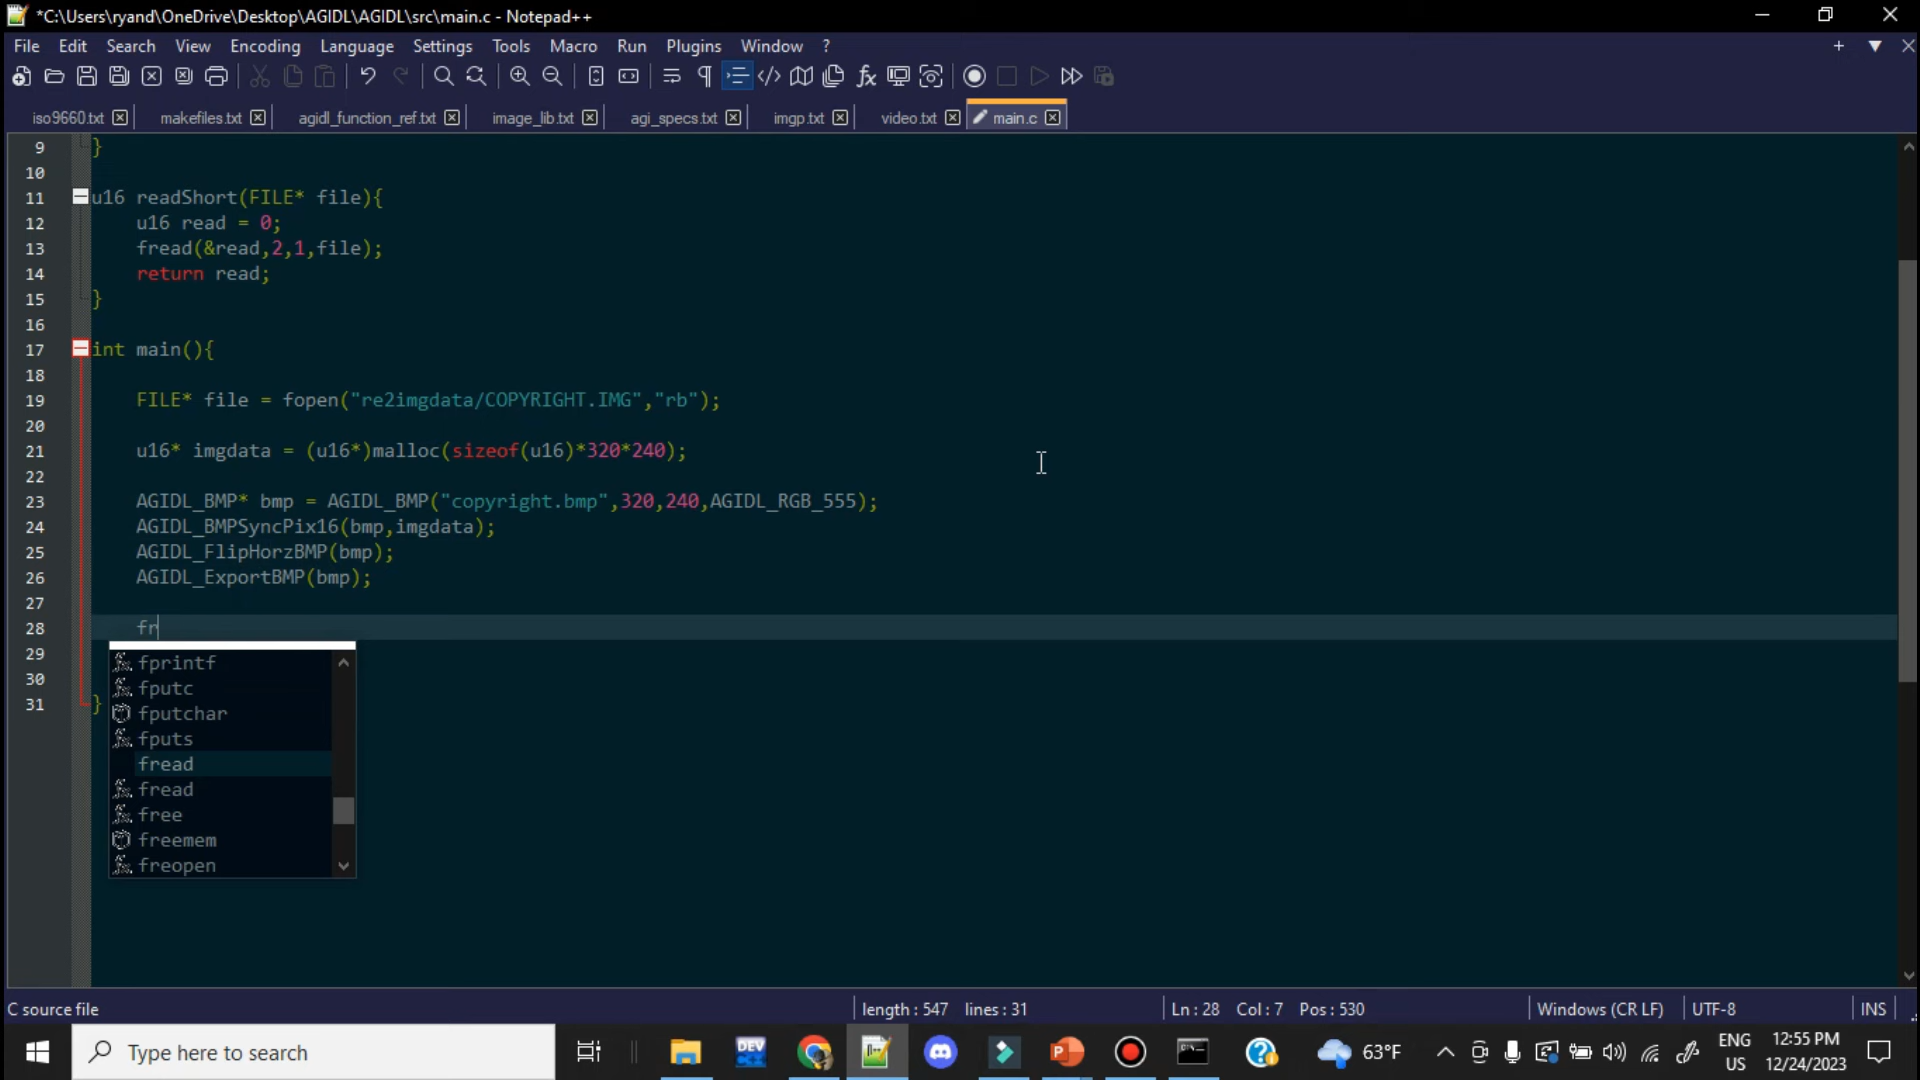 *C:\Users\ryand\OneDrive\Desktop\AGIDL\AGIDL\src\main.c - Notepad++
File Edit Search View Encoding Language Settings Tools Macro Run Plugins Window ?
iso9660.txt makefiles.txt agidl_function_ref.txt image_lib.txt agi_specs.txt imgp.txt video.txt main.c
9 }
10
11 u16 readShort(FILE* file){
12 u16 read = 0;
13 fread(&read,2,1,file);
14 return read;
15 }
16
17 int main(){
18
19 FILE* file = fopen("re2imgdata/COPYRIGHT.IMG","rb");
20
21 u16* imgdata = (u16*)malloc(sizeof(u16)*320*240);
22
23 AGIDL_BMP* bmp = AGIDL_BMP("copyright.bmp",320,240,AGIDL_RGB_555);
24 AGIDL_BMPSyncPix16(bmp,imgdata);
25 AGIDL_FlipHorzBMP(bmp);
26 AGIDL_ExportBMP(bmp);
27
28 fr
29
30
31 }
fprintf
fputc
fputchar
fputs
fread
fread
free
freemem
freopen
C source file length : 547 lines : 31 Ln : 28 Col : 7 Pos : 530 Windows (CR LF) UTF-8 INS
Type here to search DEV 63°F ENG US 12:55 PM 12/24/2023